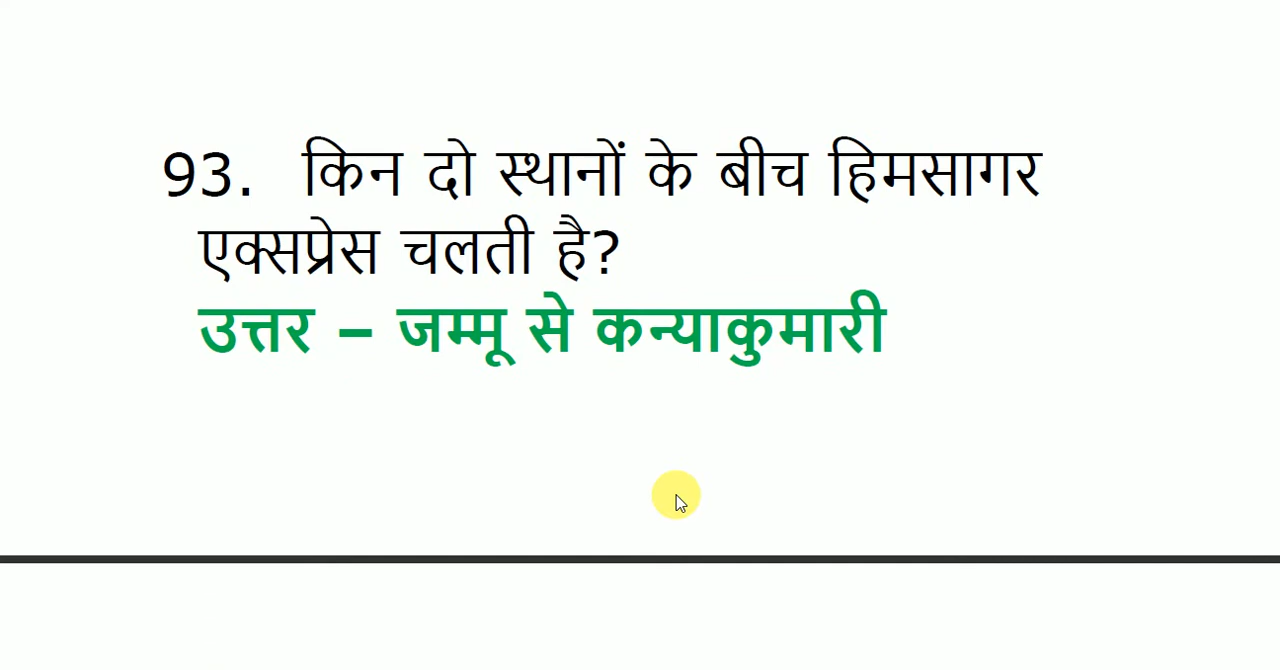 93. किन दो स्थानों के बीच हिमसागर
एक्सप्रेस चलती है?
उत्तर – जम्मू से कन्याकुमारी